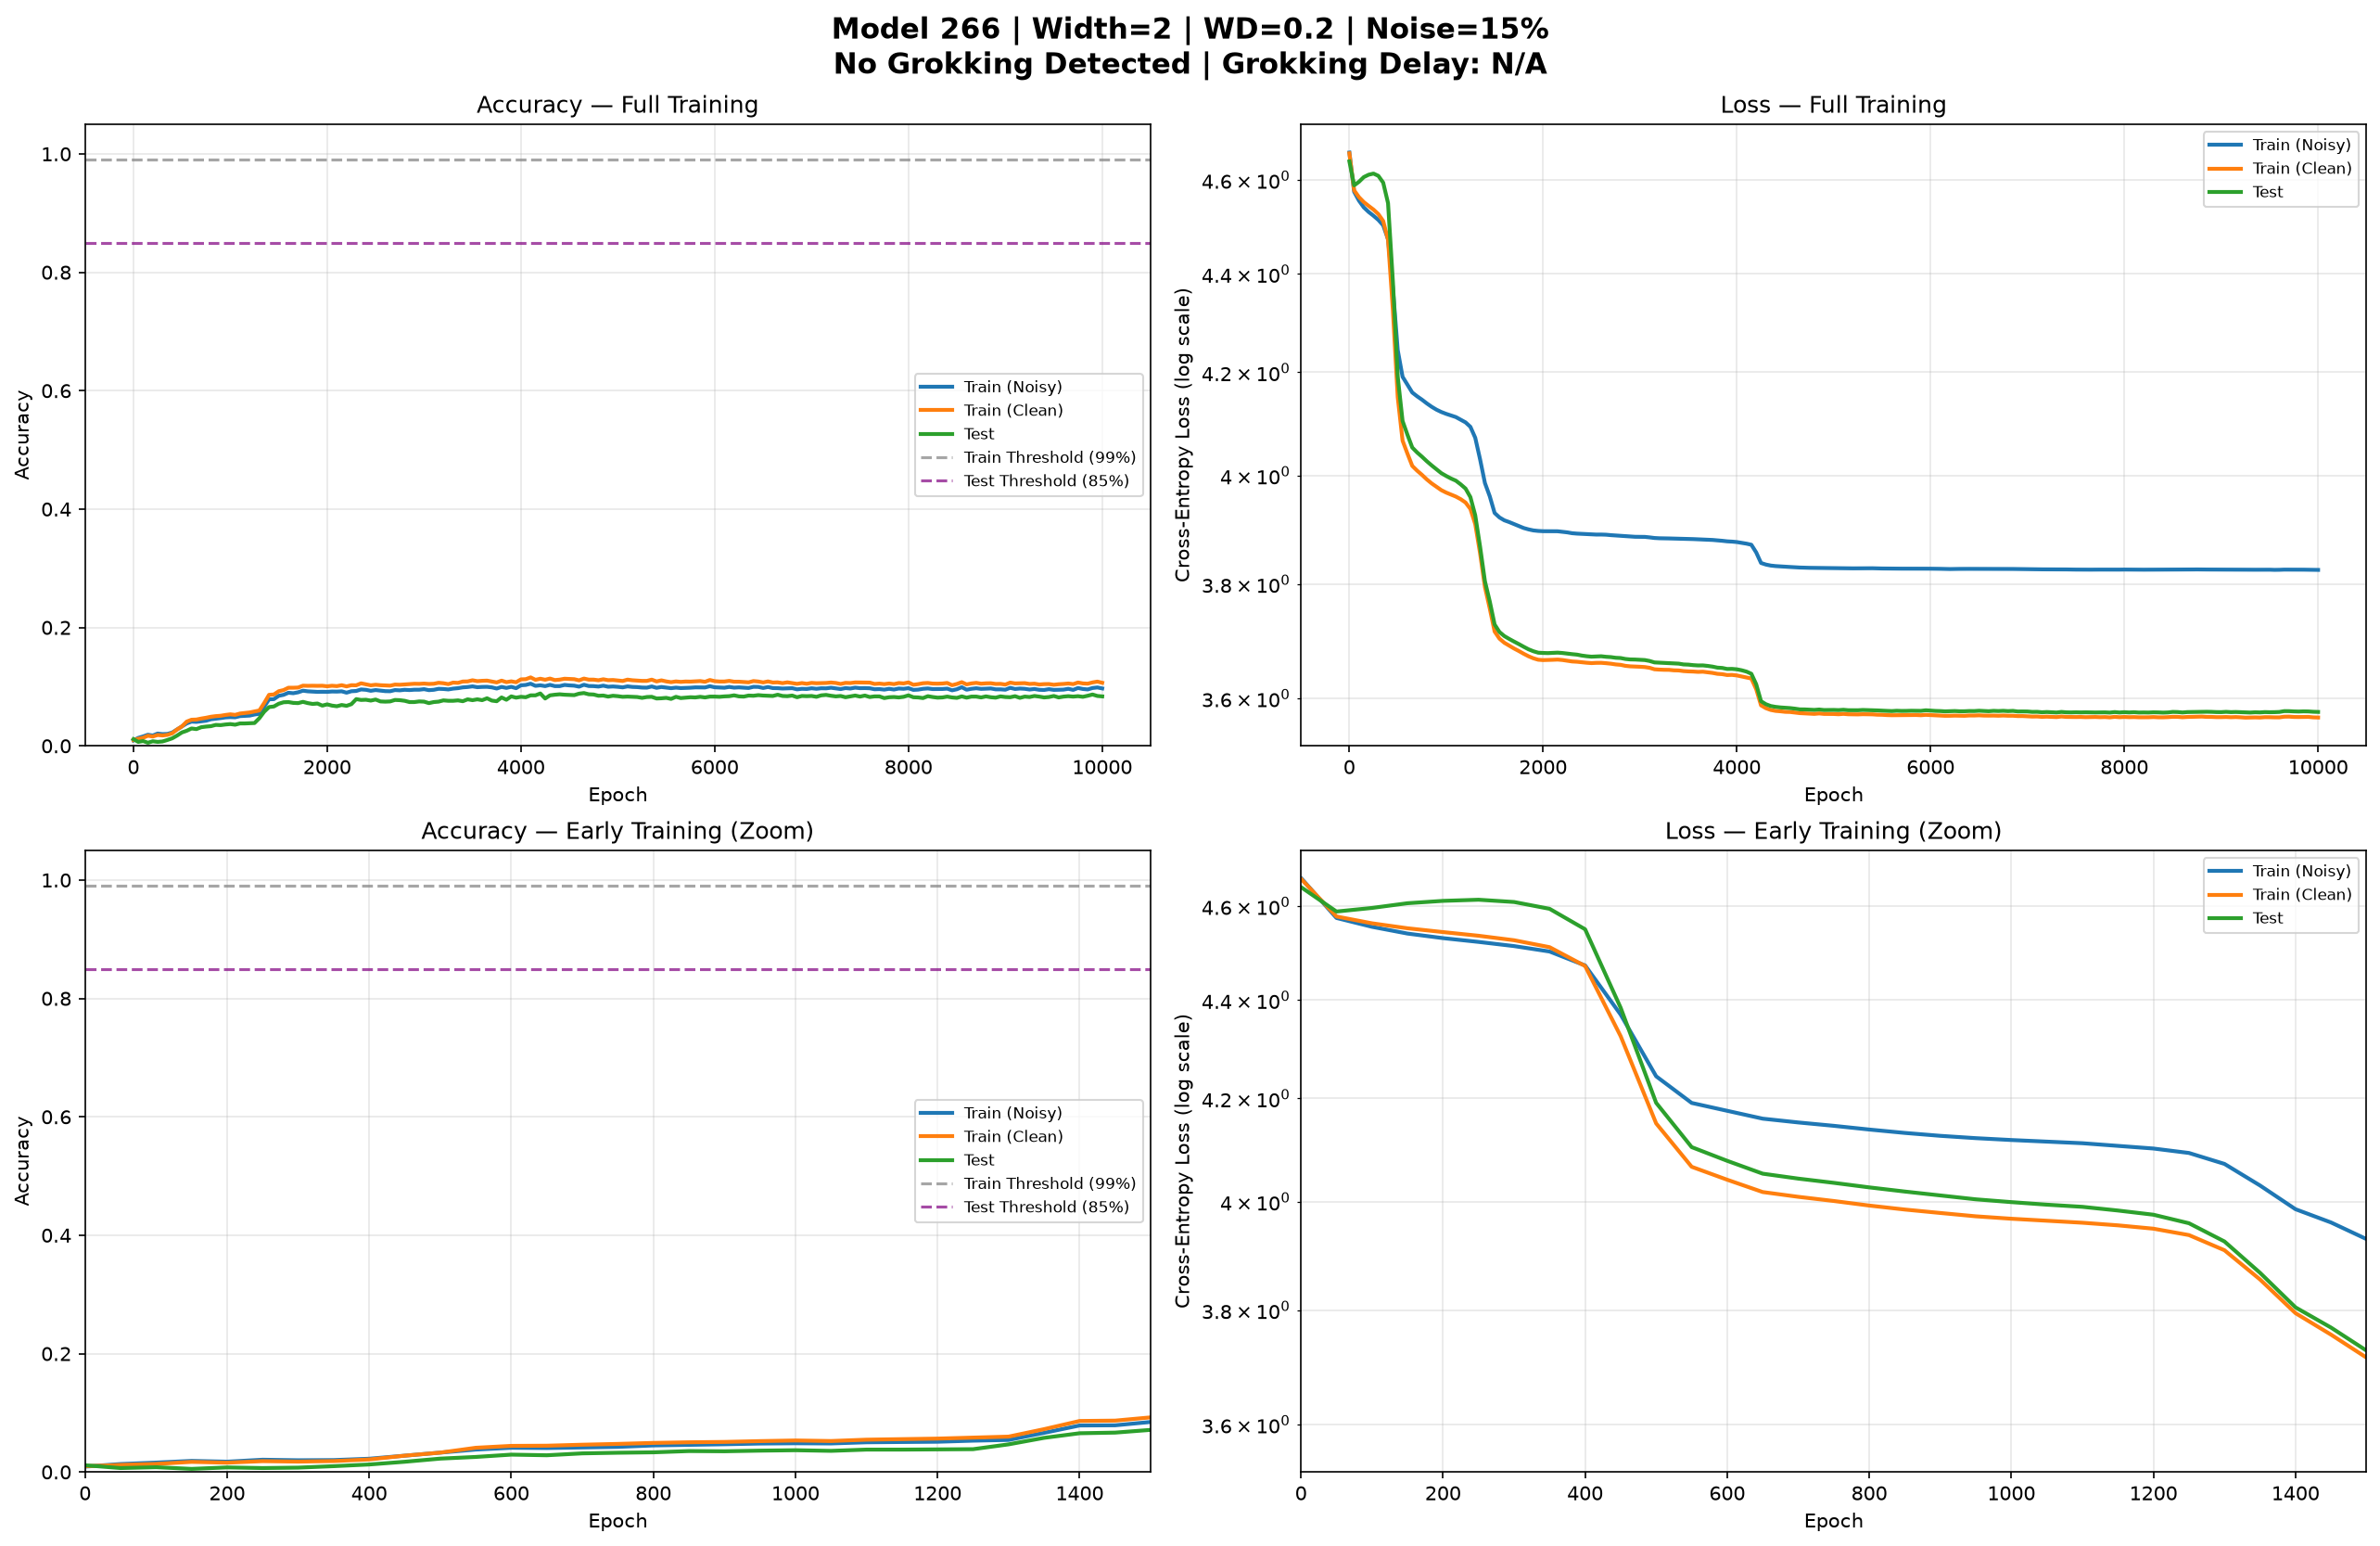 Model 266 | Width=2 | WD=0.2 | Noise=15%
No Grokking Detected | Grokking Delay: N/A
Accuracy — Full Training
1.0
0.8
0.6
0.4
0.2
0.0
Accuracy
Train (Noisy)
Train (Clean)
Test
Train Threshold (99%)
Test Threshold (85%)
0 2000 4000 6000 8000 10000
Epoch
Loss — Full Training
4.6 × 10⁰
4.4 × 10⁰
4.2 × 10⁰
4 × 10⁰
3.8 × 10⁰
3.6 × 10⁰
Cross-Entropy Loss (log scale)
Train (Noisy)
Train (Clean)
Test
0 2000 4000 6000 8000 10000
Epoch
Accuracy — Early Training (Zoom)
1.0
0.8
0.6
0.4
0.2
0.0
Accuracy
Train (Noisy)
Train (Clean)
Test
Train Threshold (99%)
Test Threshold (85%)
0 200 400 600 800 1000 1200 1400
Epoch
Loss — Early Training (Zoom)
4.6 × 10⁰
4.4 × 10⁰
4.2 × 10⁰
4 × 10⁰
3.8 × 10⁰
3.6 × 10⁰
Cross-Entropy Loss (log scale)
Train (Noisy)
Train (Clean)
Test
0 200 400 600 800 1000 1200 1400
Epoch